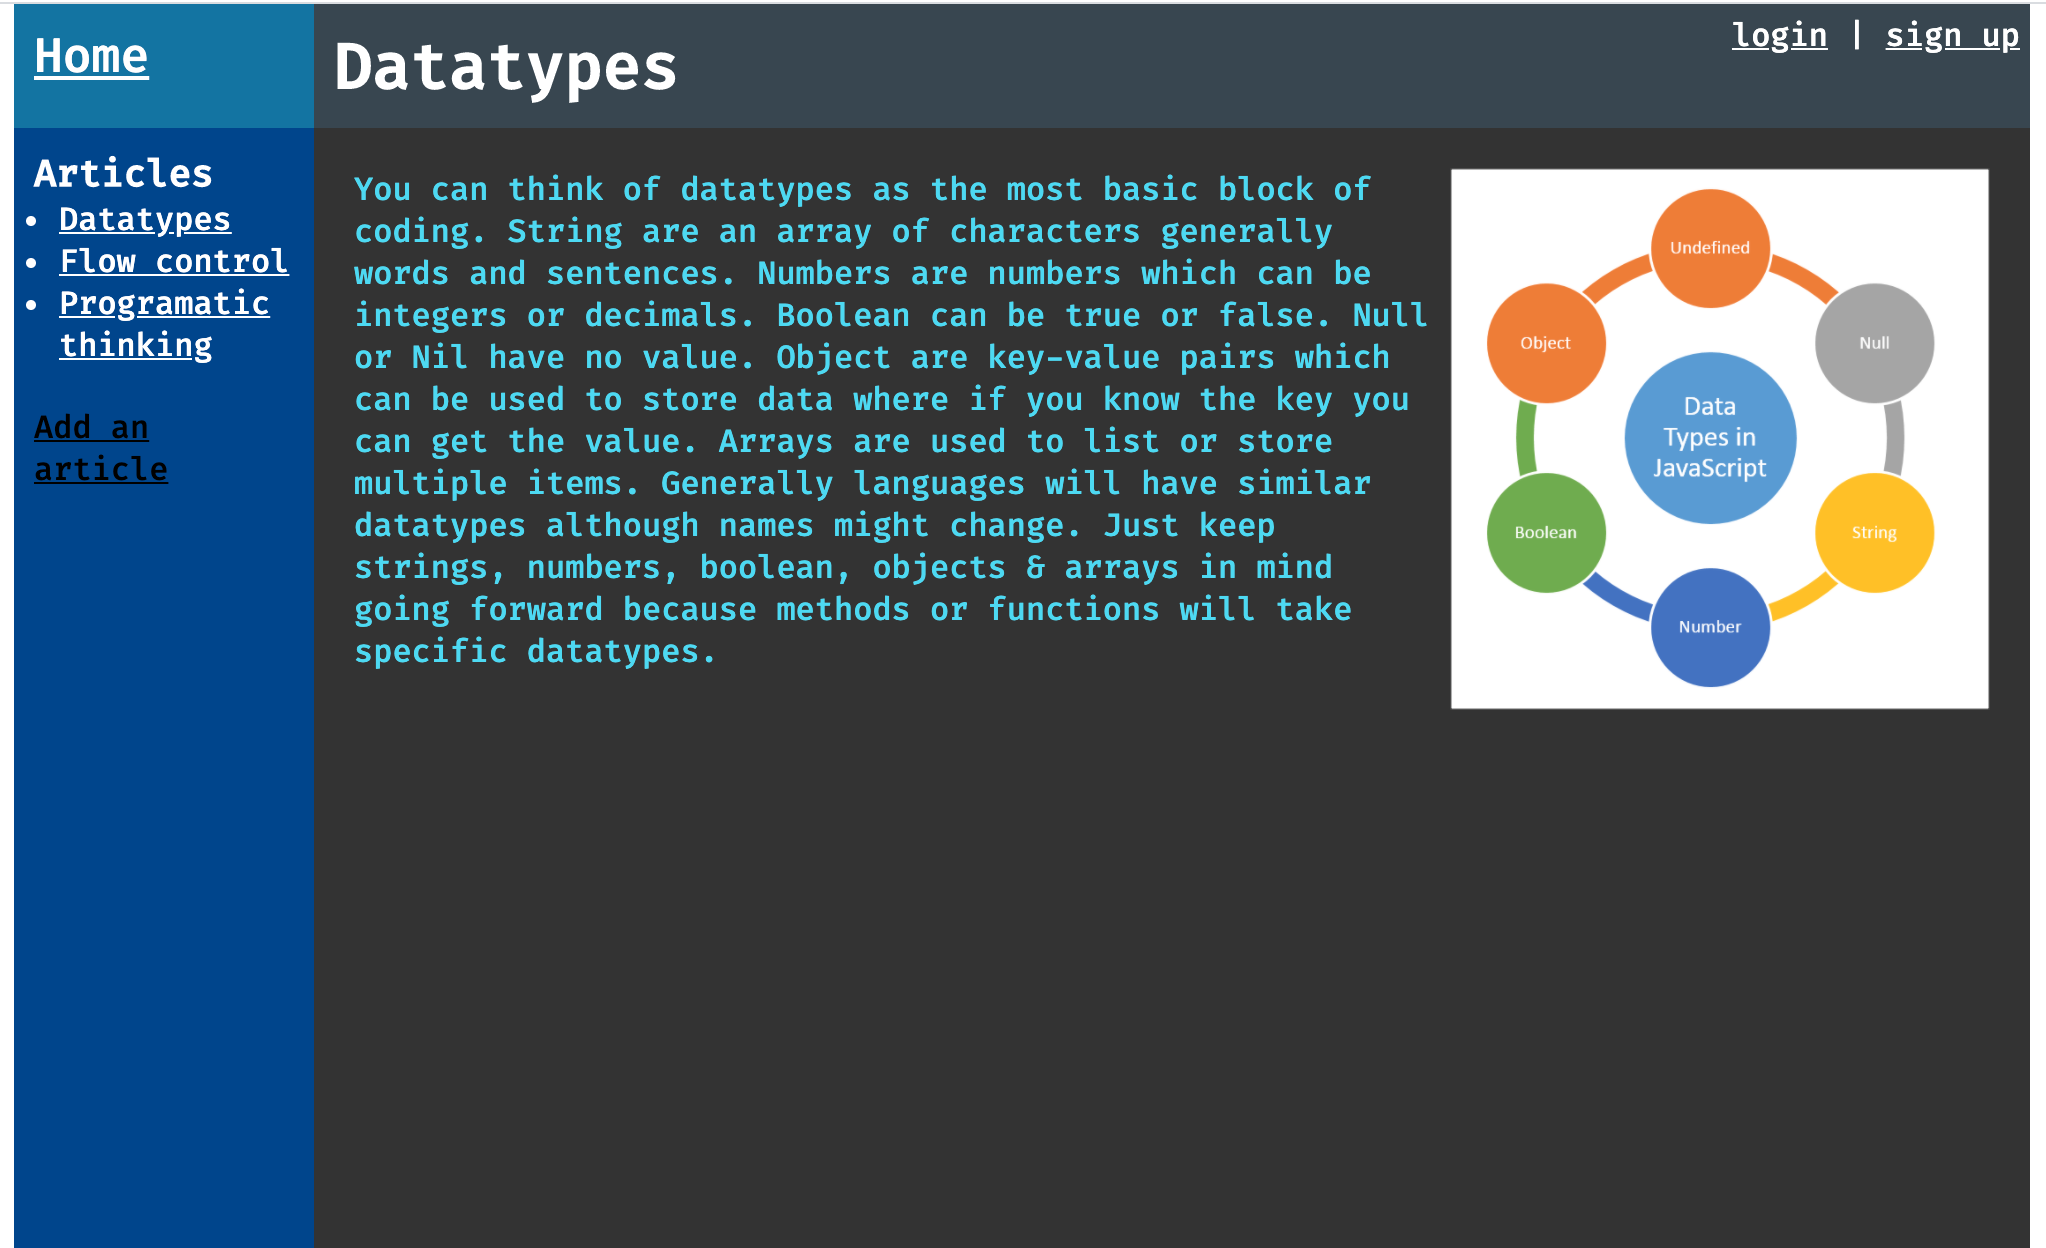 Home
Datatypes
login | sign up
Articles
• Datatypes
• Flow control
• Programatic
thinking
Add an
article
You can think of datatypes as the most basic block of
coding. String are an array of characters generally
words and sentences. Numbers are numbers which can be
integers or decimals. Boolean can be true or false. Null
or Nil have no value. Object are key-value pairs which
can be used to store data where if you know the key you
can get the value. Arrays are used to list or store
multiple items. Generally languages will have similar
datatypes although names might change. Just keep
strings, numbers, boolean, objects & arrays in mind
going forward because methods or functions will take
specific datatypes.
Undefined
Object
Null
Data
Types in
JavaScript
Boolean
String
Number